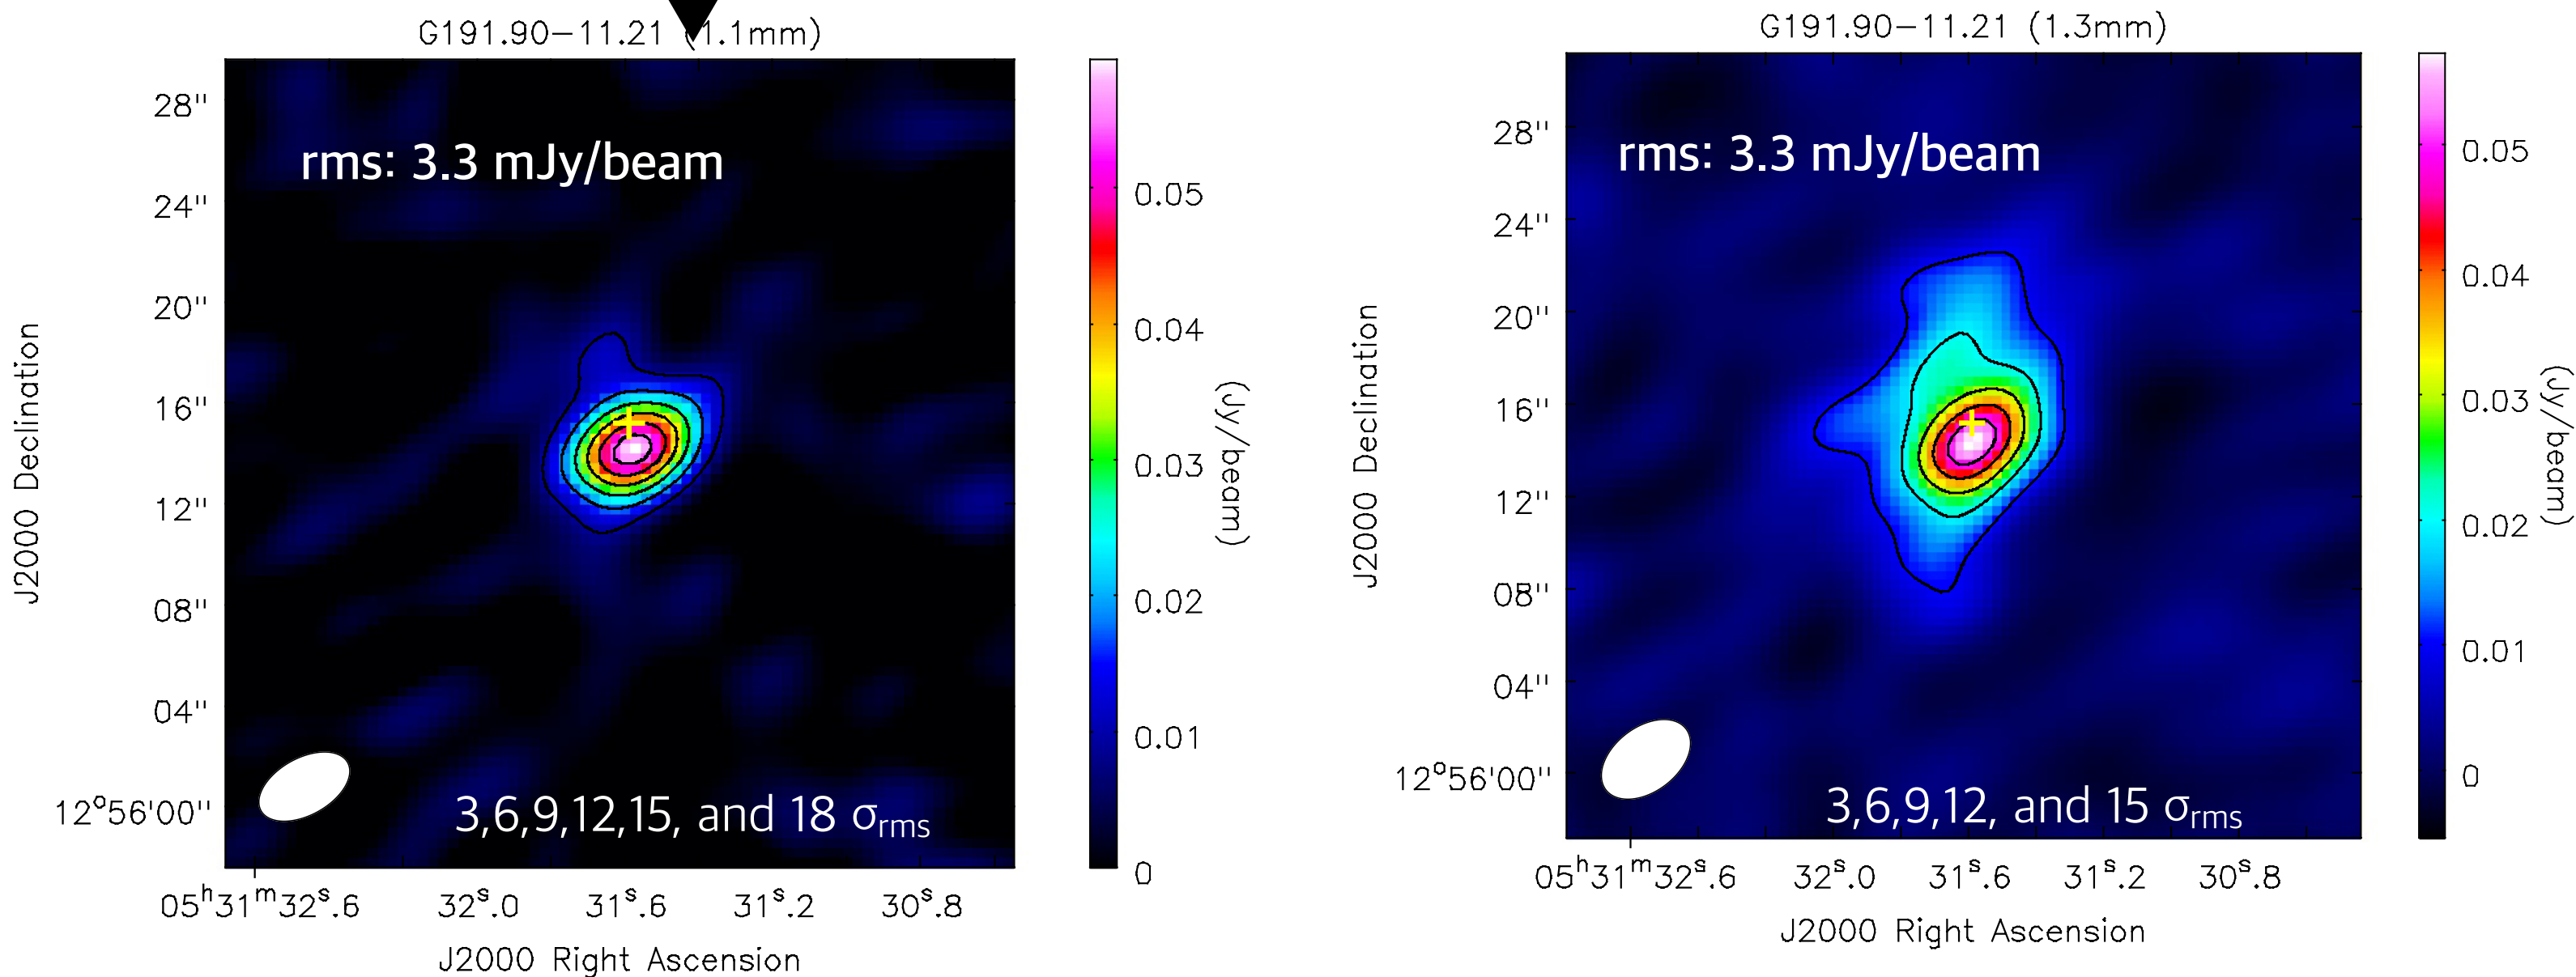 G191.90−11.21 (1.1mm)
rms: 3.3 mJy/beam
28"
24"
20"
16"
12"
08"
04"
12°56'00"
J2000 Declination
3,6,9,12,15, and 18 σrms
05ʰ31ᵐ32ˢ.6
32ˢ.0
31ˢ.6
31ˢ.2
30ˢ.8
J2000 Right Ascension
0.05
0.04
0.03
0.02
0.01
0
(Jy/beam)
G191.90−11.21 (1.3mm)
rms: 3.3 mJy/beam
28"
24"
20"
16"
12"
08"
04"
12°56'00"
J2000 Declination
3,6,9,12, and 15 σrms
05ʰ31ᵐ32ˢ.6
32ˢ.0
31ˢ.6
31ˢ.2
30ˢ.8
J2000 Right Ascension
0.05
0.04
0.03
0.02
0.01
0
(Jy/beam)